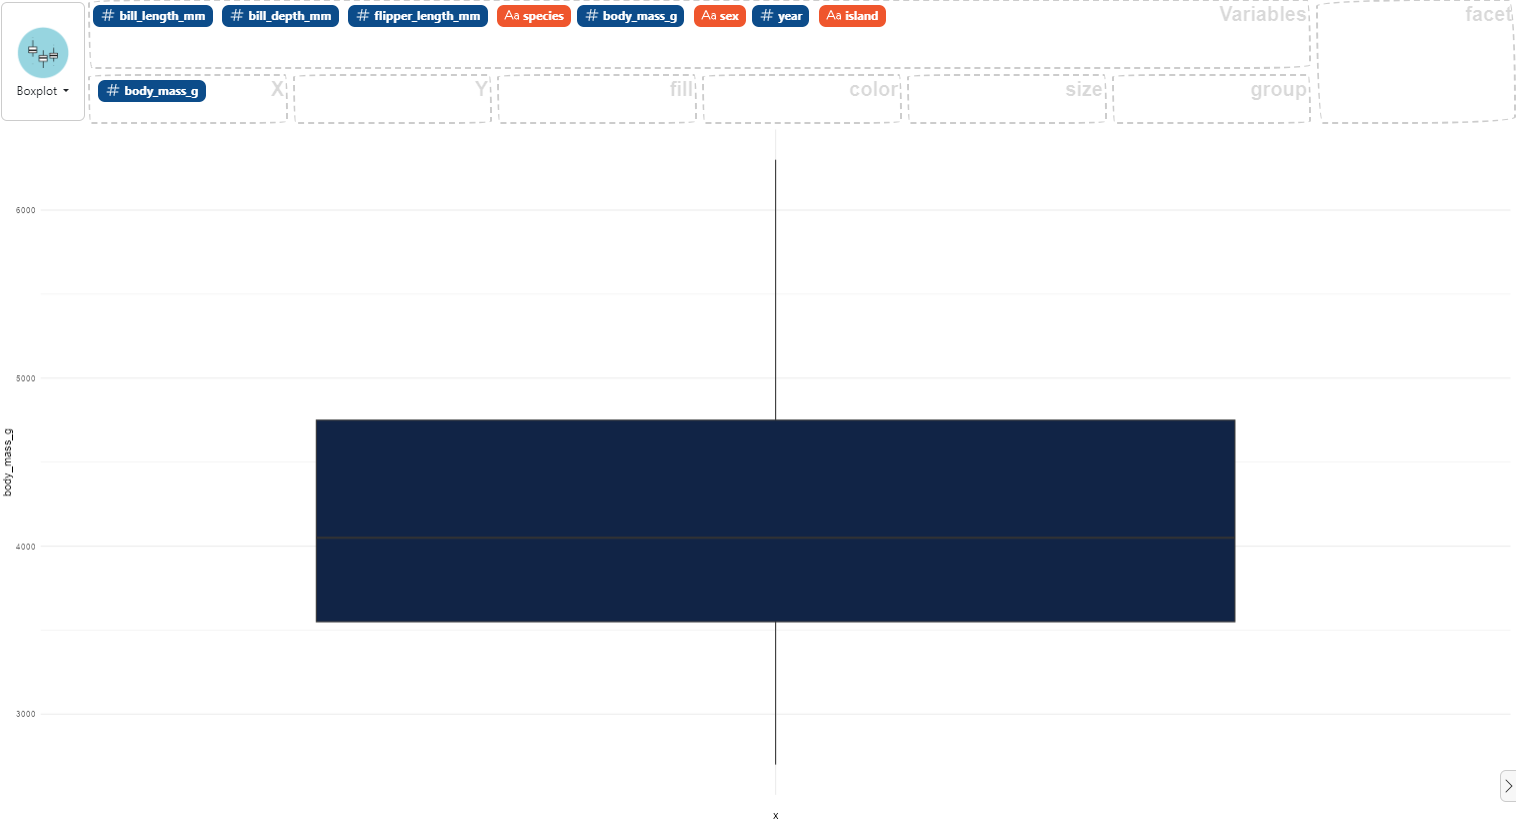 # bill_length_mm # bill_depth_mm # flipper_length_mm Aa species # body_mass_g Aa sex # year Aa island Variables facet
Boxplot
# body_mass_g X Y fill color size group
6000
5000
body_mass_g
4000
3000
x